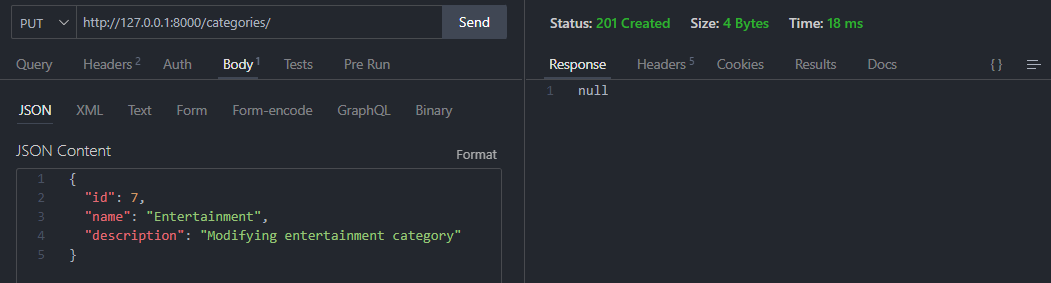 PUT http://127.0.0.1:8000/categories/ Send
Query Headers 2 Auth Body 1 Tests Pre Run
JSON XML Text Form Form-encode GraphQL Binary
JSON Content Format
1 {
2 "id": 7,
3 "name": "Entertainment",
4 "description": "Modifying entertainment category"
5 }
Status: 201 Created Size: 4 Bytes Time: 18 ms
Response Headers 5 Cookies Results Docs {}
1 null